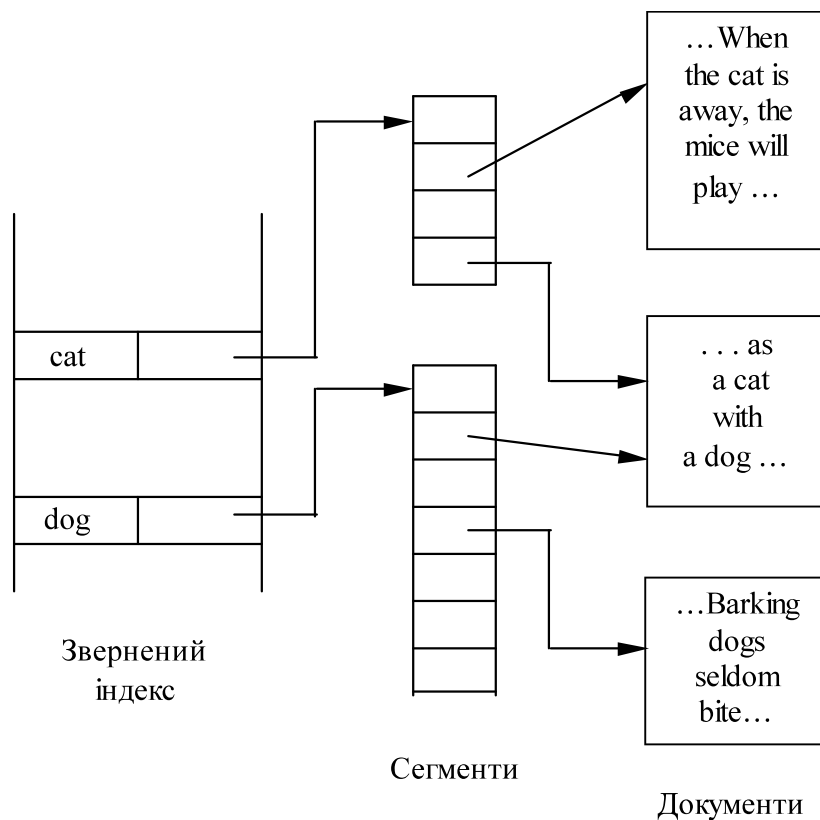 …When
the cat is
away, the
mice will
play …
cat
. . . as
a cat
with
a dog …
dog
…Barking
dogs
seldom
bite…
Звернений
індекс
Сегменти
Документи